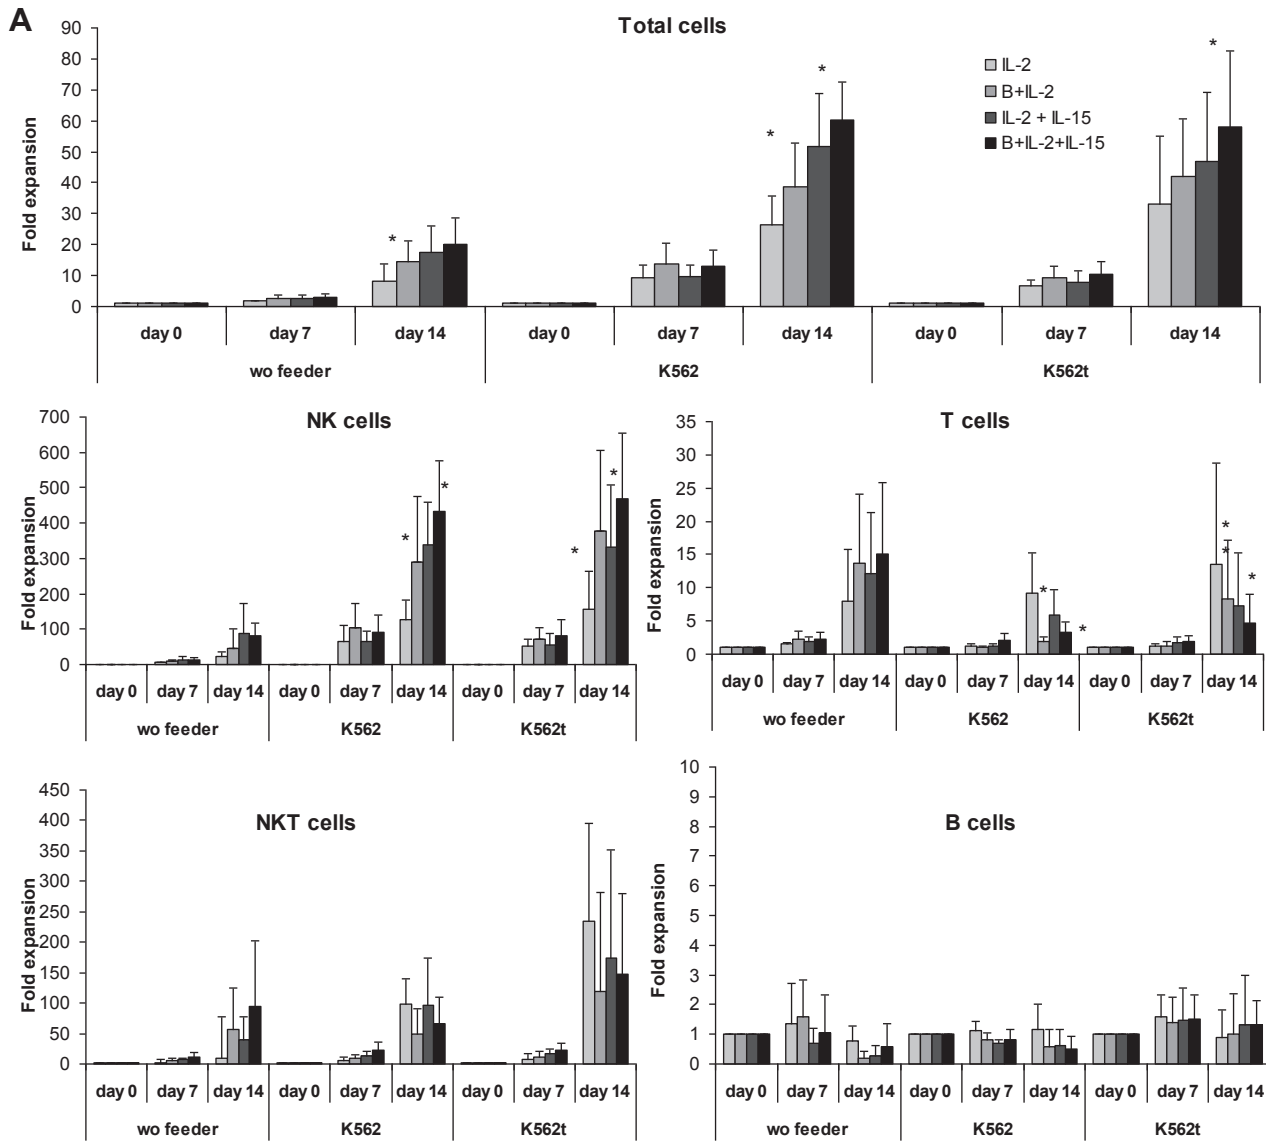 A
Total cells
Fold expansion
90
80
70
60
50
40
30
20
10
0
* * * *
IL-2
B+IL-2
IL-2 + IL-15
B+IL-2+IL-15
day 0 day 7 day 14 day 0 day 7 day 14 day 0 day 7 day 14
wo feeder K562 K562t
NK cells
Fold expansion
700
600
500
400
300
200
100
0
* * * *
day 0 day 7 day 14 day 0 day 7 day 14 day 0 day 7 day 14
wo feeder K562 K562t
T cells
Fold expansion
35
30
25
20
15
10
5
0
* * * * *
day 0 day 7 day 14 day 0 day 7 day 14 day 0 day 7 day 14
wo feeder K562 K562t
NKT cells
Fold expansion
450
400
350
300
250
200
150
100
50
0
day 0 day 7 day 14 day 0 day 7 day 14 day 0 day 7 day 14
wo feeder K562 K562t
B cells
Fold expansion
10
9
8
7
6
5
4
3
2
1
0
day 0 day 7 day 14 day 0 day 7 day 14 day 0 day 7 day 14
wo feeder K562 K562t